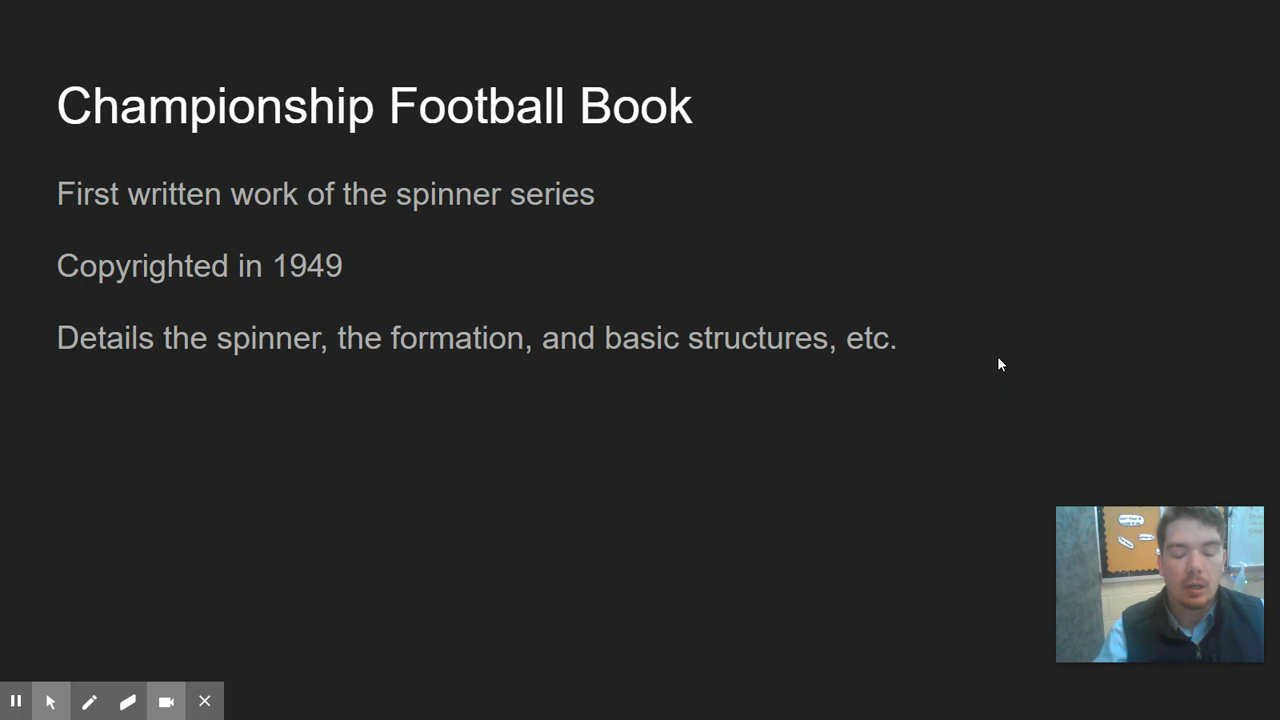 Championship Football Book
First written work of the spinner series
Copyrighted in 1949
Details the spinner, the formation, and basic structures, etc.